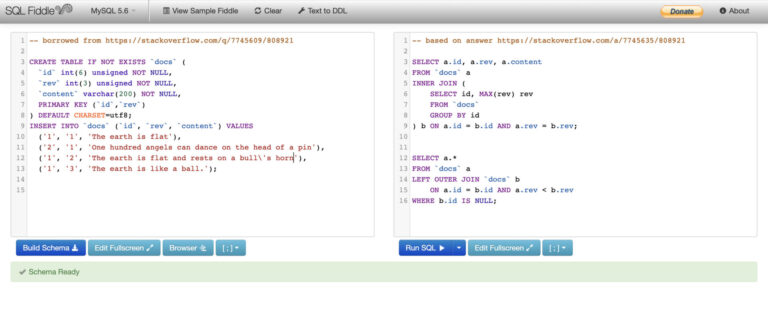 SQL Fiddle MySQL 5.6 View Sample Fiddle Clear Text to DDL Donate About
1 -- borrowed from https://stackoverflow.com/q/7745609/808921
2
3 CREATE TABLE IF NOT EXISTS `docs` (
4 `id` int(6) unsigned NOT NULL,
5 `rev` int(3) unsigned NOT NULL,
6 `content` varchar(200) NOT NULL,
7 PRIMARY KEY (`id`,`rev`)
8 ) DEFAULT CHARSET=utf8;
9 INSERT INTO `docs` (`id`, `rev`, `content`) VALUES
10 ('1', '1', 'The earth is flat'),
11 ('2', '1', 'One hundred angels can dance on the head of a pin'),
12 ('1', '2', 'The earth is flat and rests on a bull\'s horn'),
13 ('1', '3', 'The earth is like a ball.');
14
15
Build Schema Edit Fullscreen Browser [ ; ]
1 -- based on answer https://stackoverflow.com/a/7745635/808921
2
3 SELECT a.id, a.rev, a.content
4 FROM `docs` a
5 INNER JOIN (
6 SELECT id, MAX(rev) rev
7 FROM `docs`
8 GROUP BY id
9 ) b ON a.id = b.id AND a.rev = b.rev;
10
11
12 SELECT a.*
13 FROM `docs` a
14 LEFT OUTER JOIN `docs` b
15 ON a.id = b.id AND a.rev < b.rev
16 WHERE b.id IS NULL;
Run SQL Edit Fullscreen [ ; ]
Schema Ready